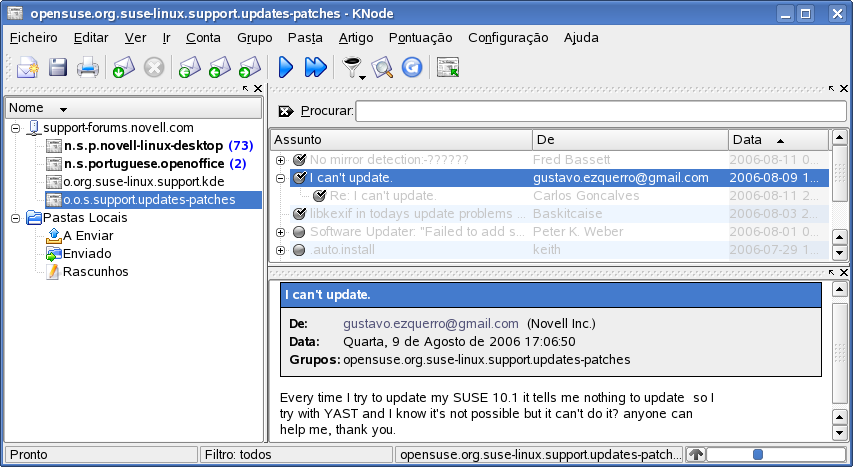 opensuse.org.suse-linux.support.updates-patches - KNode
Ficheiro Editar Ver Ir Conta Grupo Pasta Artigo Pontuação Configuração Ajuda
Nome
support-forums.novell.com
n.s.p.novell-linux-desktop (73)
n.s.portuguese.openoffice (2)
o.org.suse-linux.support.kde
o.o.s.support.updates-patches
Pastas Locais
A Enviar
Enviado
Rascunhos
Procurar:
Assunto De Data
No mirror detection:-?????? Fred Bassett 2006-08-11 0...
I can't update. gustavo.ezquerro@gmail.com 2006-08-09 1...
Re: I can't update. Carlos Goncalves 2006-08-11 2...
libkexif in todays update problems ... Baskitcaise 2006-08-03 2...
Software Updater: "Failed to add s... Peter K. Weber 2006-08-01 0...
.auto.install keith 2006-07-29 1...
I can't update.
De: gustavo.ezquerro@gmail.com (Novell Inc.)
Data: Quarta, 9 de Agosto de 2006 17:06:50
Grupos: opensuse.org.suse-linux.support.updates-patches
Every time I try to update my SUSE 10.1 it tells me nothing to update so I
try with YAST and I know it's not possible but it can't do it? anyone can
help me, thank you.
Pronto Filtro: todos opensuse.org.suse-linux.support.updates-patch...